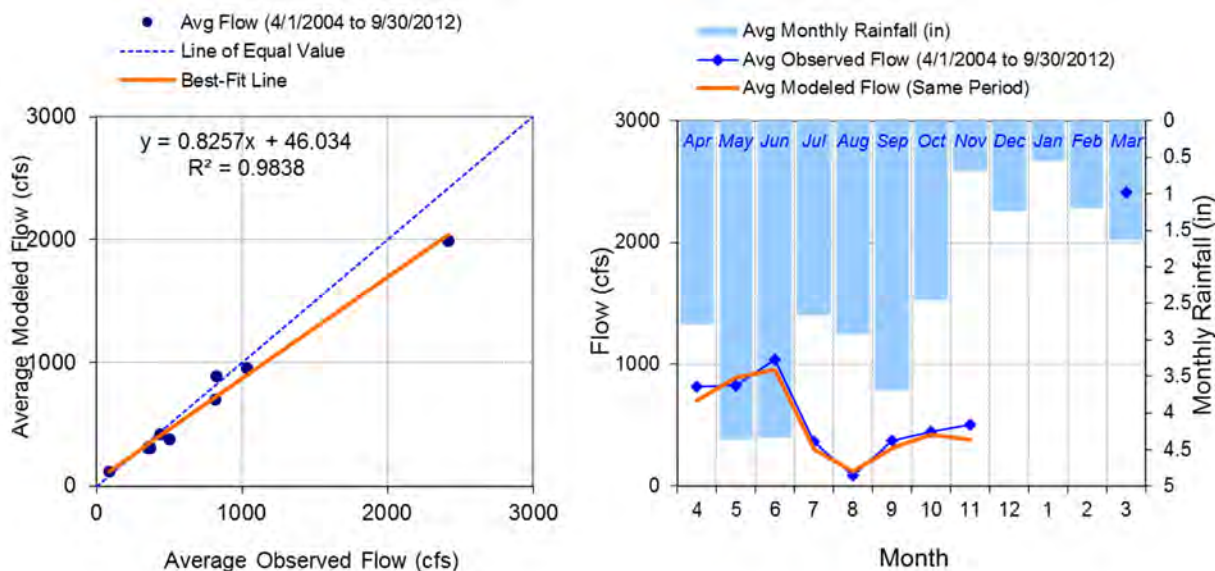 Avg Flow (4/1/2004 to 9/30/2012)
Line of Equal Value
Best-Fit Line
3000
2000
1000
0
y = 0.8257x + 46.034
R² = 0.9838
Average Modeled Flow (cfs)
0 1000 2000 3000
Average Observed Flow (cfs)
Avg Monthly Rainfall (in)
Avg Observed Flow (4/1/2004 to 9/30/2012)
Avg Modeled Flow (Same Period)
3000
2000
1000
0
Flow (cfs)
Apr May Jun Jul Aug Sep Oct Nov Dec Jan Feb Mar
0
0.5
1
1.5
2
2.5
3
3.5
4
4.5
5
Monthly Rainfall (in)
4 5 6 7 8 9 10 11 12 1 2 3
Month